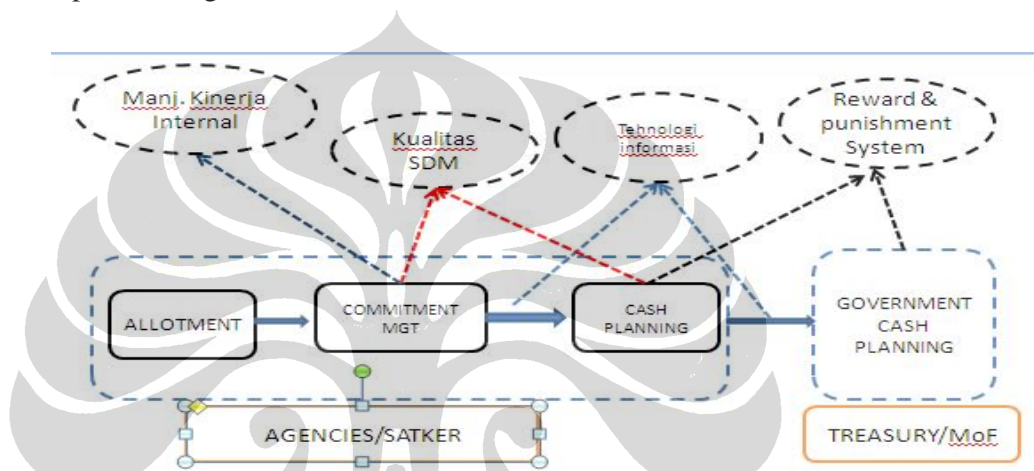 Manj. Kinerja
Internal
Kualitas
SDM
Tehnologi
informasi
Reward &
punishment
System
ALLOTMENT
COMMITMENT
MGT
CASH
PLANNING
GOVERNMENT
CASH
PLANNING
AGENCIES/SATKER
TREASURY/MoF